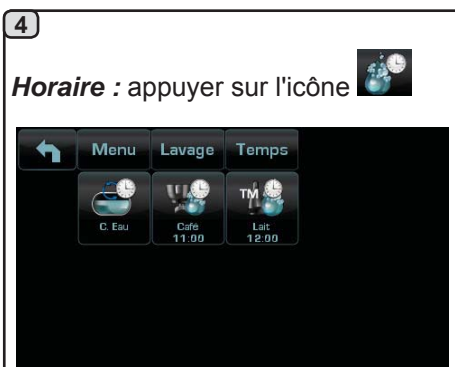 4
Horaire : appuyer sur l'icône
Menu Lavage Temps
C. Eau Café Lait
11:00 12:00
TM